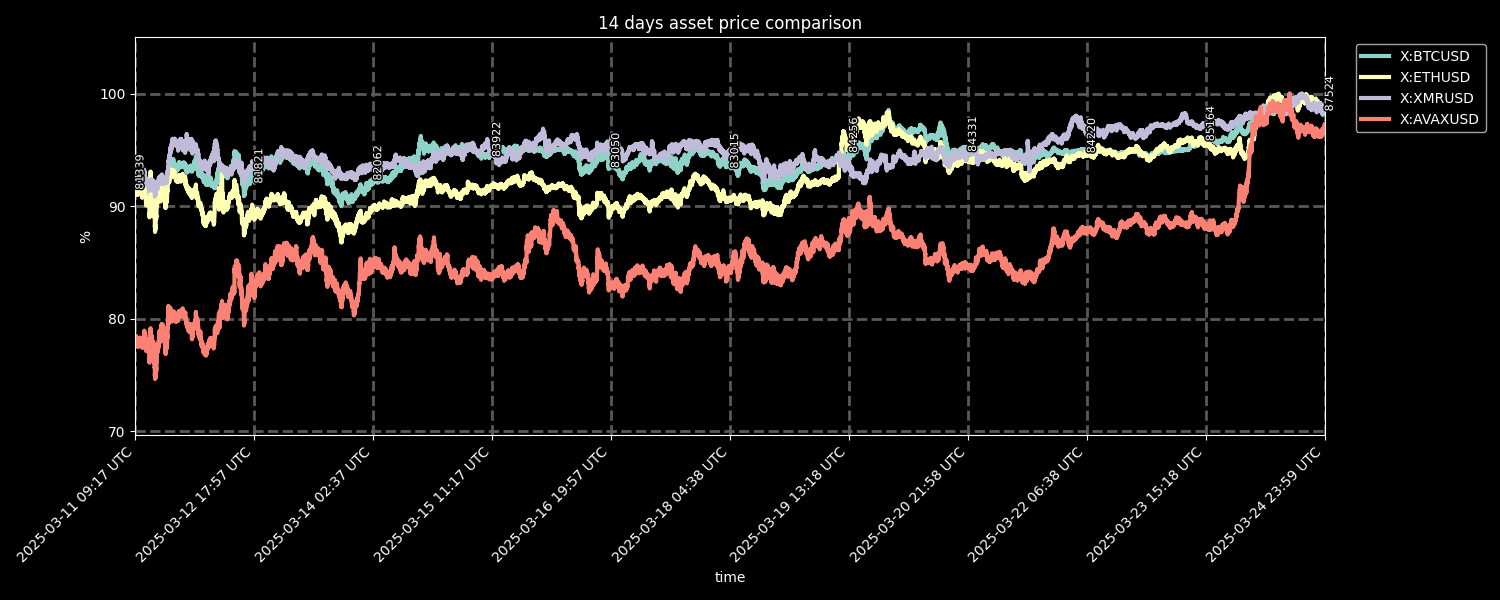 14 days asset price comparison
X:BTCUSD
X:ETHUSD
X:XMRUSD
X:AVAXUSD
100
90
80
70
%
81339
81821
82062
83922
83050
83015
84256
84331
84220
85164
87524
2025-03-11 09:17 UTC
2025-03-12 17:57 UTC
2025-03-14 02:37 UTC
2025-03-15 11:17 UTC
2025-03-16 19:57 UTC
2025-03-18 04:38 UTC
2025-03-19 13:18 UTC
2025-03-20 21:58 UTC
2025-03-22 06:38 UTC
2025-03-23 15:18 UTC
2025-03-24 23:59 UTC
time